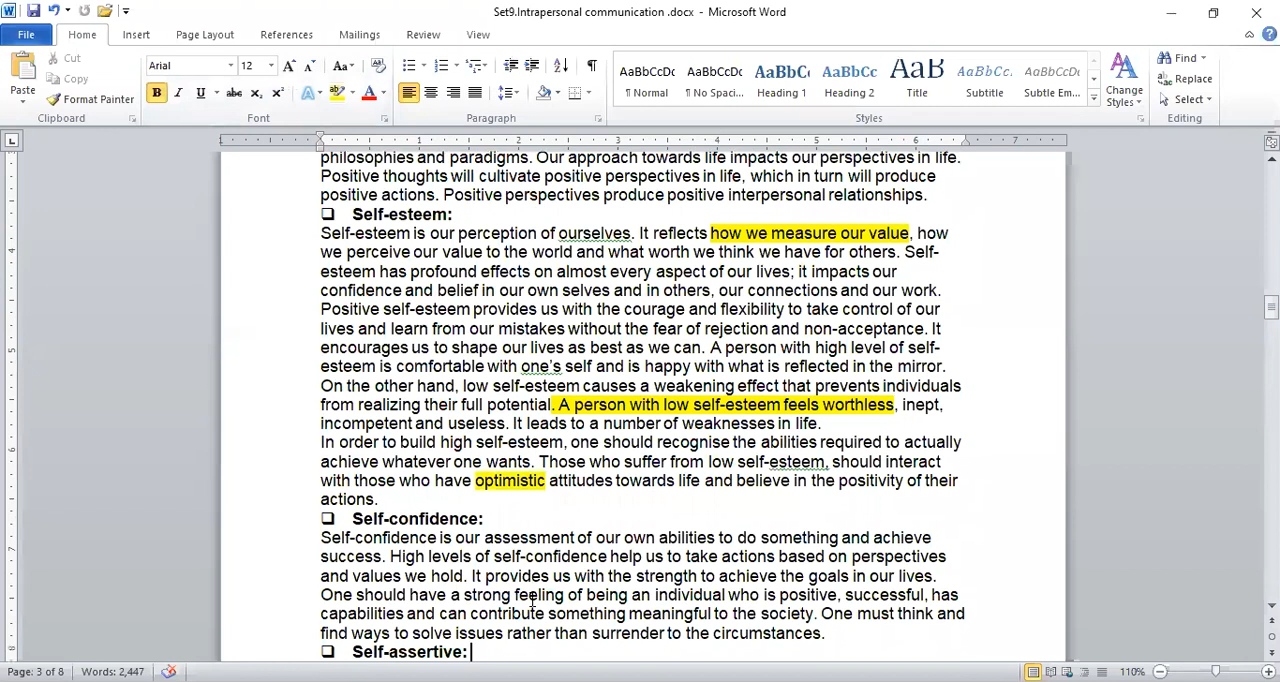 Set9.Intrapersonal communication .docx - Microsoft Word
File Home Insert Page Layout References Mailings Review View
Paste
Cut
Copy
Format Painter
Clipboard
Arial 12
Font
Paragraph
AaBbCcDc AaBbCcDc AaBbC AaBbCc AaB AaBbCc. AaBbCcDc
¶ Normal ¶ No Spaci... Heading 1 Heading 2 Title Subtitle Subtle Em...
Styles
Change Styles
Find
Replace
Select
Editing
1 2 3 4 5 6 7
philosophies and paradigms. Our approach towards life impacts our perspectives in life.
Positive thoughts will cultivate positive perspectives in life, which in turn will produce
positive actions. Positive perspectives produce positive interpersonal relationships.
❑ Self-esteem:
Self-esteem is our perception of ourselves. It reflects how we measure our value, how
we perceive our value to the world and what worth we think we have for others. Self-
esteem has profound effects on almost every aspect of our lives; it impacts our
confidence and belief in our own selves and in others, our connections and our work.
Positive self-esteem provides us with the courage and flexibility to take control of our
lives and learn from our mistakes without the fear of rejection and non-acceptance. It
encourages us to shape our lives as best as we can. A person with high level of self-
esteem is comfortable with one's self and is happy with what is reflected in the mirror.
On the other hand, low self-esteem causes a weakening effect that prevents individuals
from realizing their full potential. A person with low self-esteem feels worthless, inept,
incompetent and useless. It leads to a number of weaknesses in life.
In order to build high self-esteem, one should recognise the abilities required to actually
achieve whatever one wants. Those who suffer from low self-esteem, should interact
with those who have optimistic attitudes towards life and believe in the positivity of their
actions.
❑ Self-confidence:
Self-confidence is our assessment of our own abilities to do something and achieve
success. High levels of self-confidence help us to take actions based on perspectives
and values we hold. It provides us with the strength to achieve the goals in our lives.
One should have a strong feeling of being an individual who is positive, successful, has
capabilities and can contribute something meaningful to the society. One must think and
find ways to solve issues rather than surrender to the circumstances.
❑ Self-assertive:
Page: 3 of 8 Words: 2,447 110%